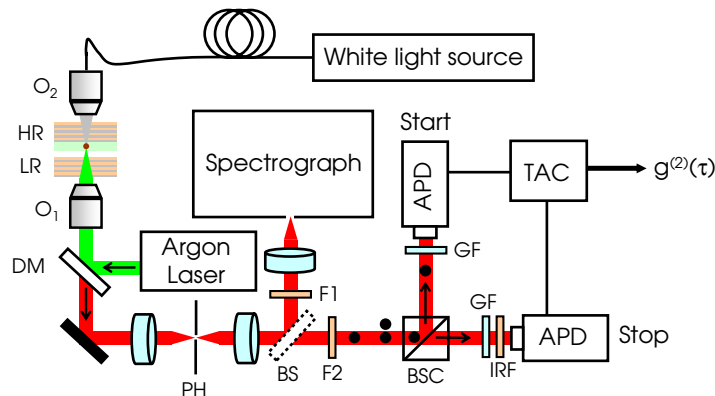 White light source
O₂
HR
LR
O₁
DM
Argon
Laser
Spectrograph
Start
APD
TAC
g⁽²⁾(τ)
GF
F1
PH
BS
F2
BSC
GF
IRF
APD
Stop